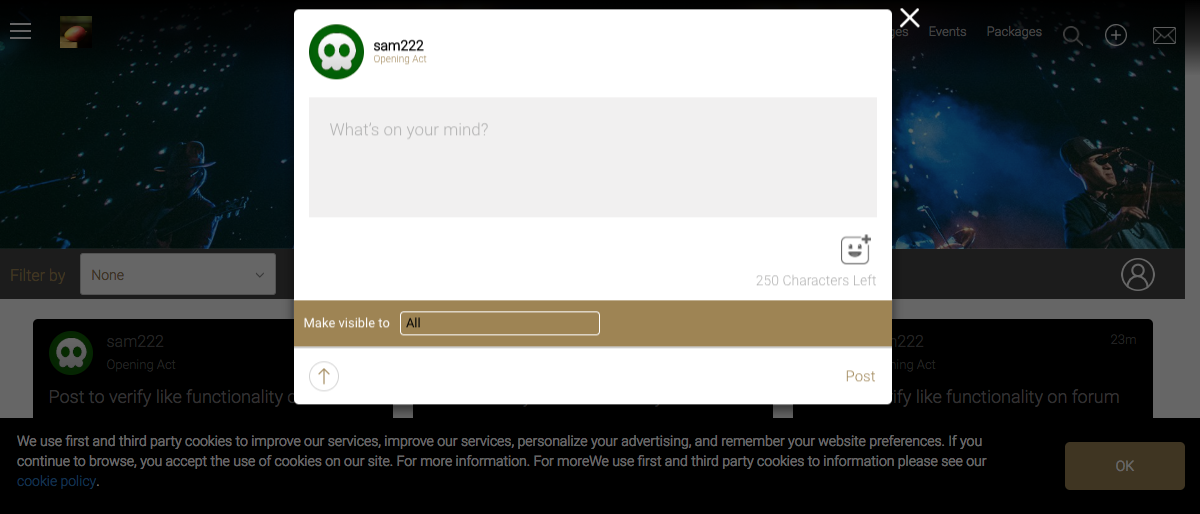 sam222
Opening Act
What's on your mind?
250 Characters Left
Make visible to All
Post
Events
Packages
Filter by
None
sam222
Opening Act
Post to verify like functionality
23m
Opening Act
like functionality on forum
We use first and third party cookies to improve our services, improve our services, personalize your advertising, and remember your website preferences. If you
continue to browse, you accept the use of cookies on our site. For more information. For moreWe use first and third party cookies to information please see our
cookie policy.
OK